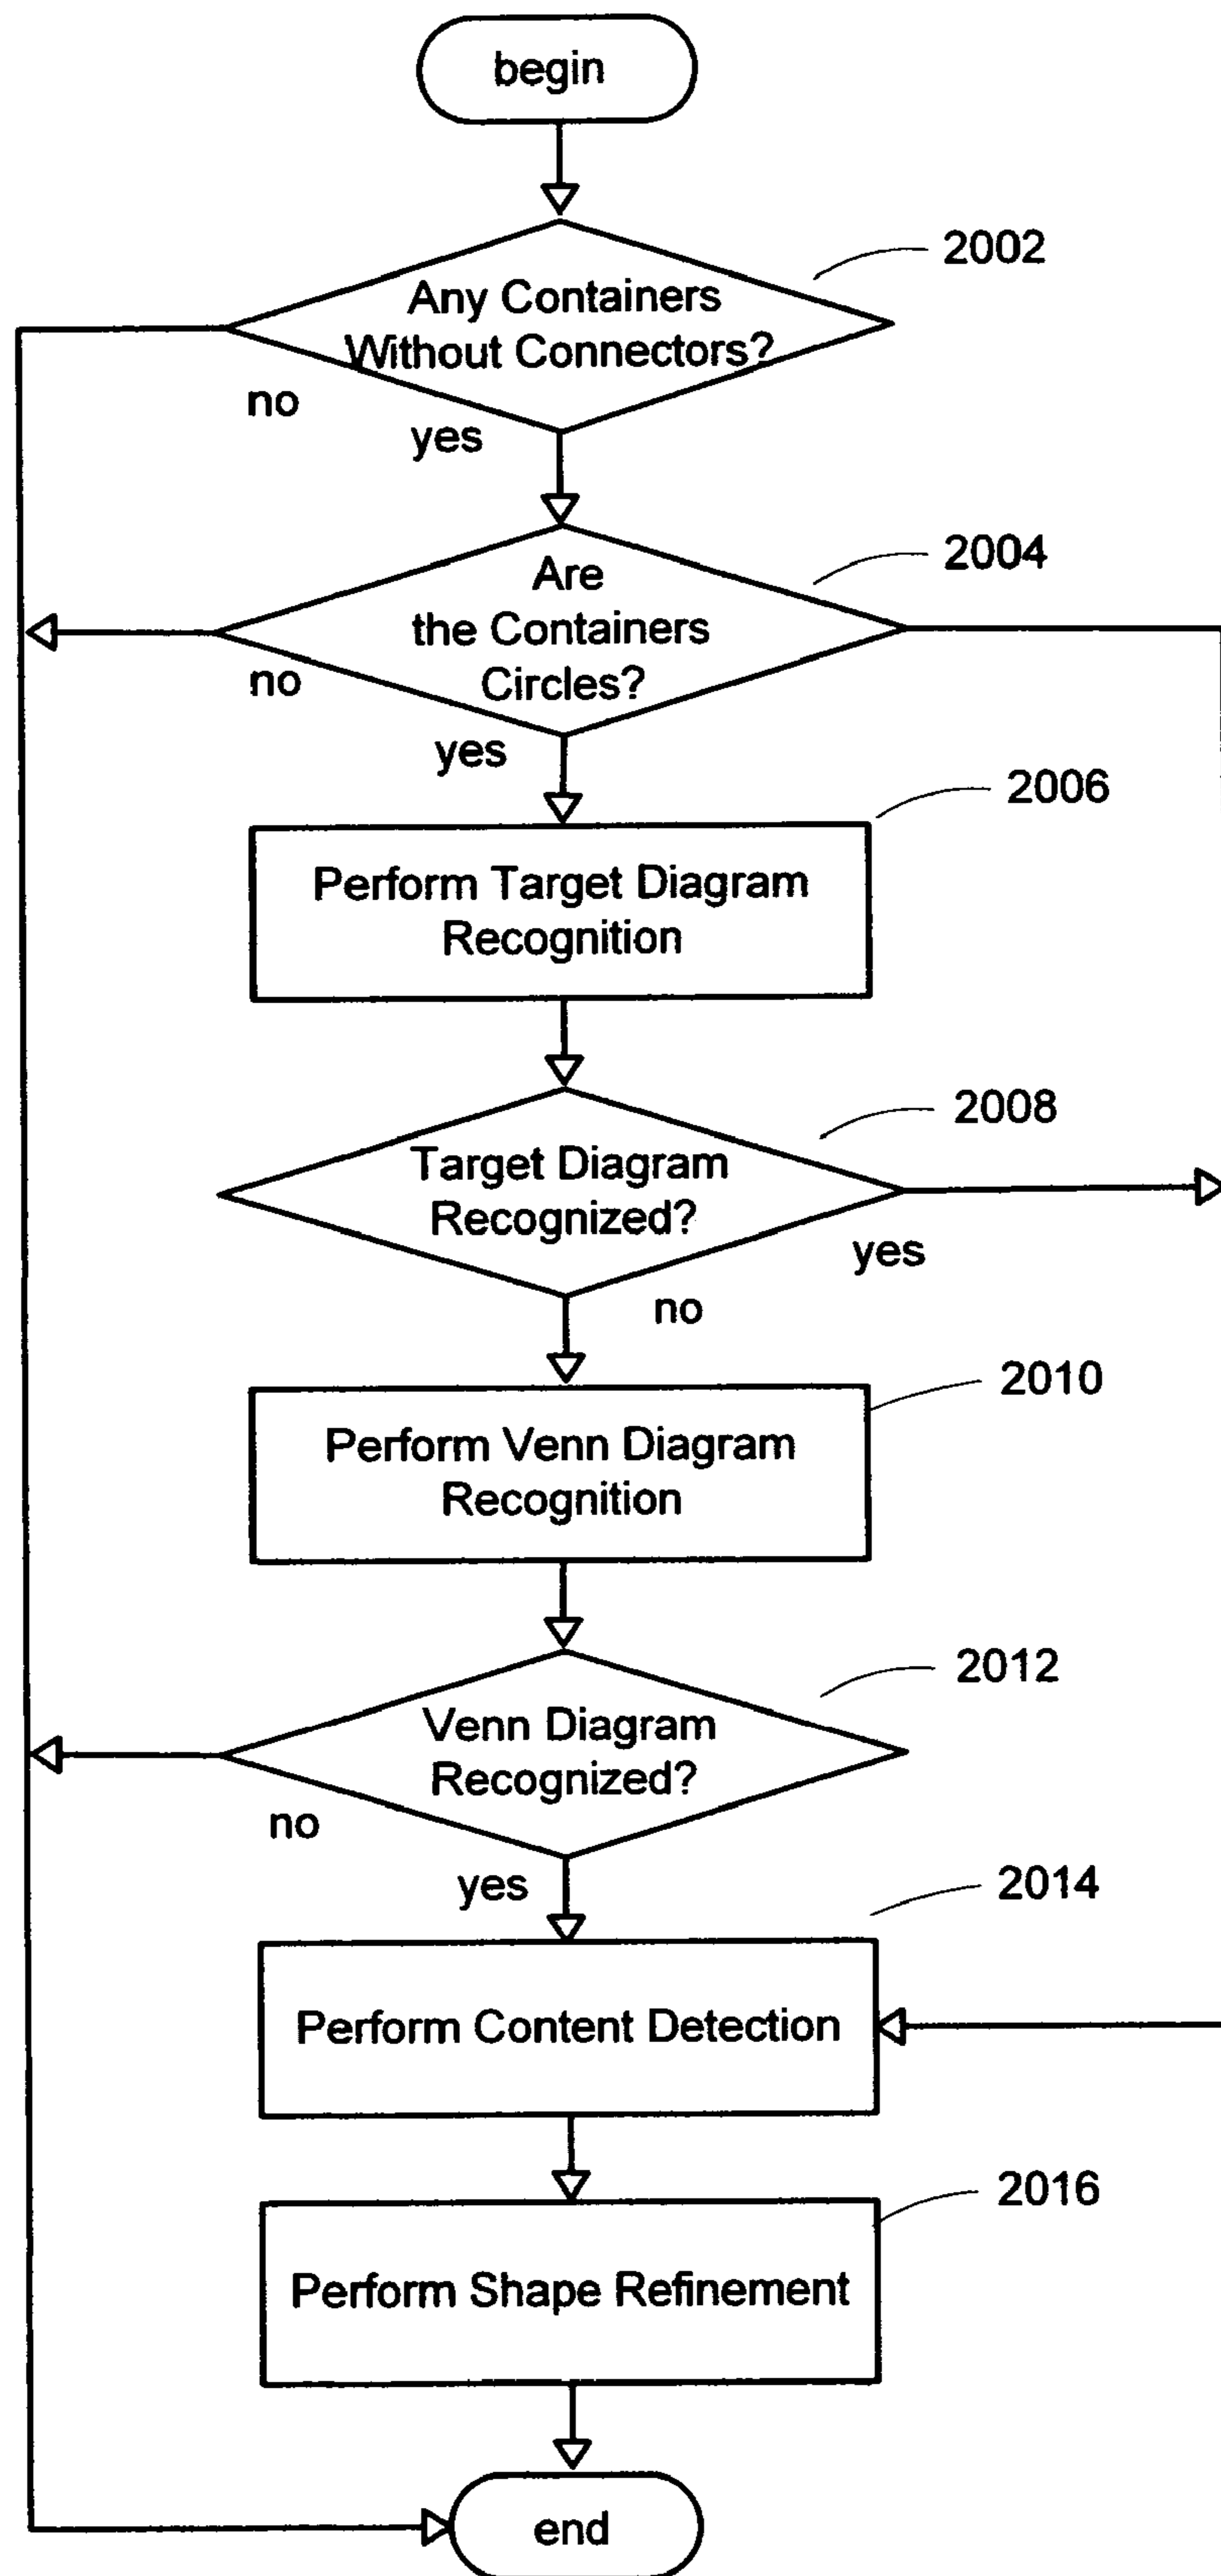 begin
2002
Any Containers
Without Connectors?
no
yes
2004
Are
the Containers
Circles?
no
yes
2006
Perform Target Diagram
Recognition
2008
Target Diagram
Recognized?
yes
no
2010
Perform Venn Diagram
Recognition
2012
Venn Diagram
Recognized?
no
yes
2014
Perform Content Detection
2016
Perform Shape Refinement
end